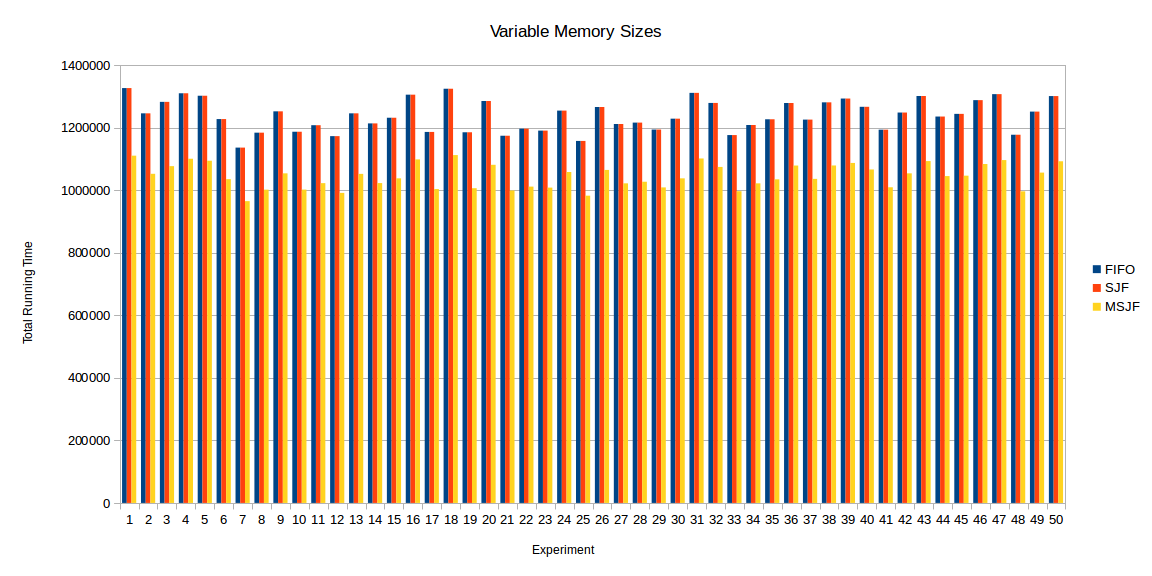 Variable Memory Sizes
1400000
1200000
1000000
800000
600000
400000
200000
0
Total Running Time
1 2 3 4 5 6 7 8 9 10 11 12 13 14 15 16 17 18 19 20 21 22 23 24 25 26 27 28 29 30 31 32 33 34 35 36 37 38 39 40 41 42 43 44 45 46 47 48 49 50
Experiment
FIFO
SJF
MSJF